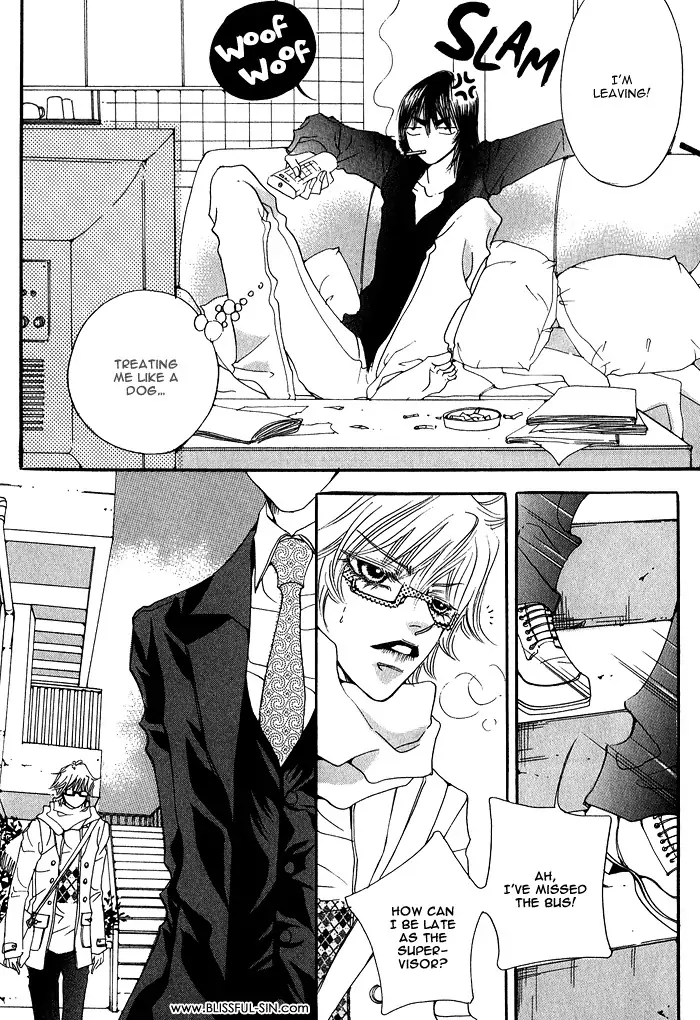 I'M
LEAVING!
SLAM
WOOF
WOOF
TREATING
ME LIKE A
DOG...
AH,
I'VE MISSED
THE BUS!
HOW CAN
I BE LATE
AS THE
SUPER-
VISOR?
WWW.BLISSFUL-SIN.COM